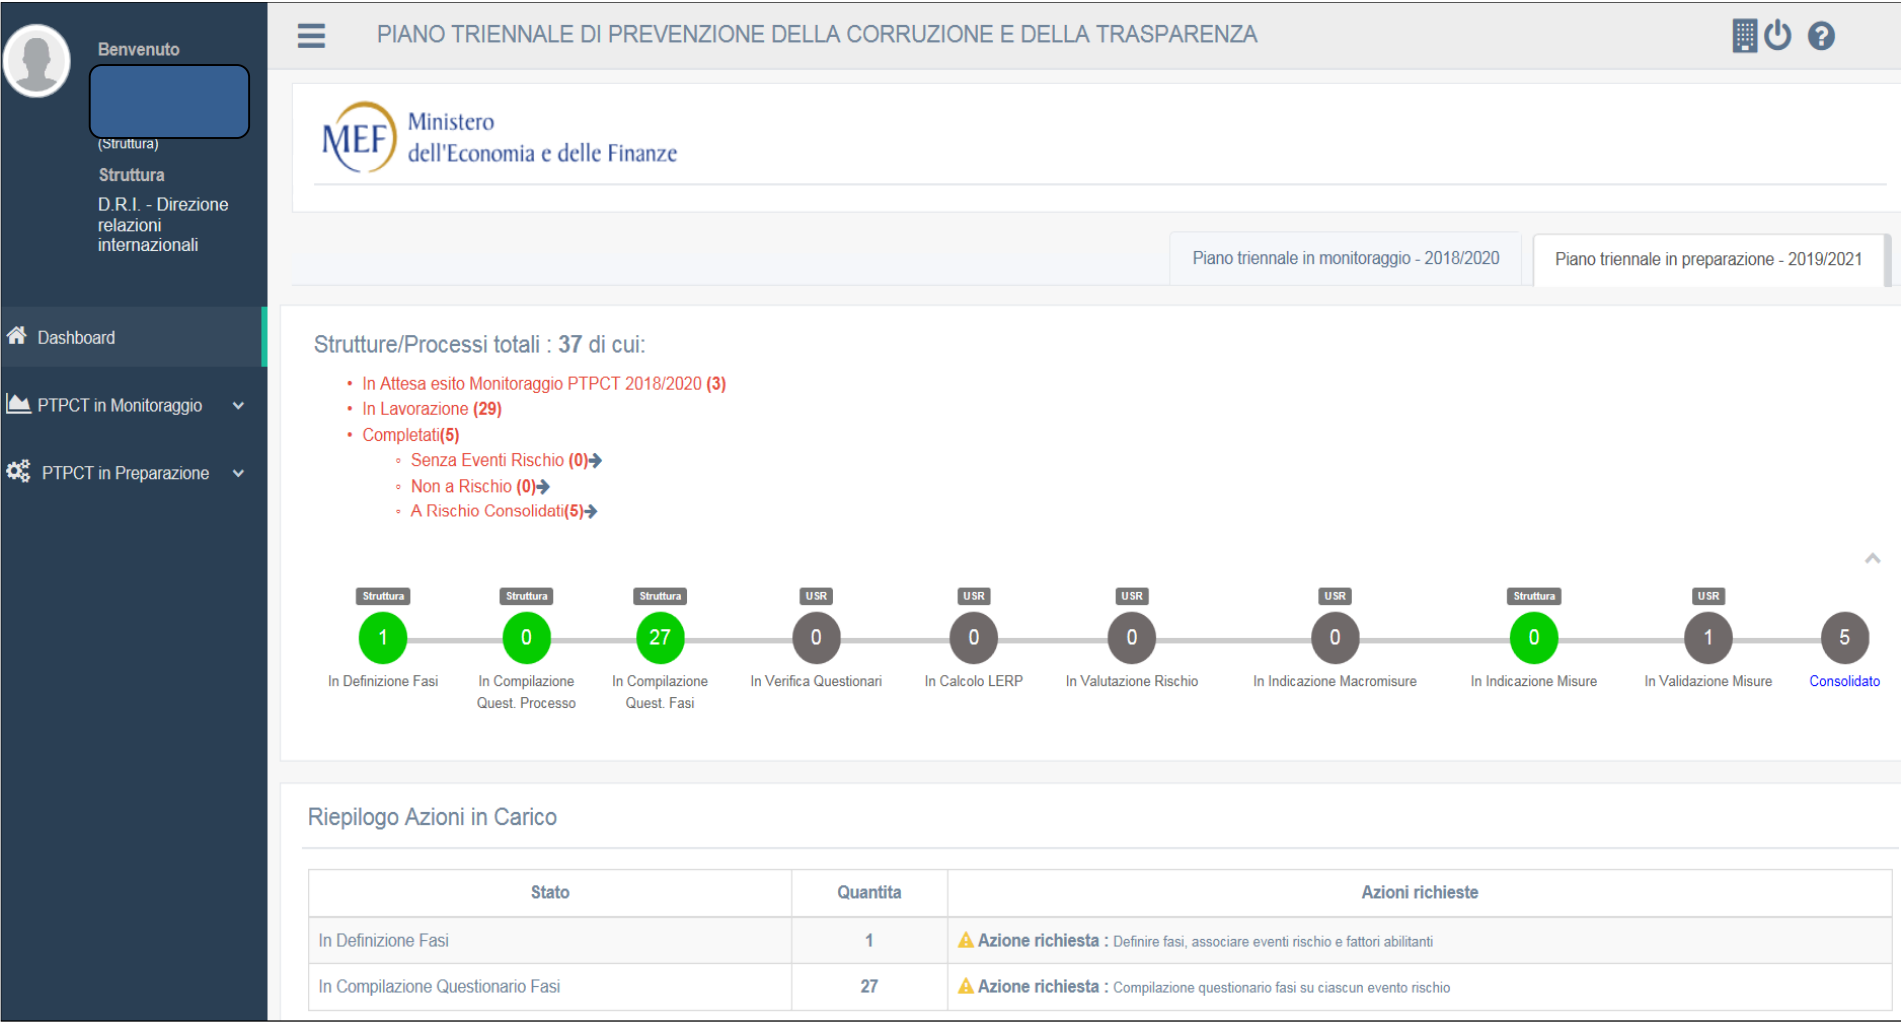 Benvenuto
(Struttura)
Struttura
D.R.I. - Direzione
relazioni
internazionali
Dashboard
PTPCT in Monitoraggio
PTPCT in Preparazione
PIANO TRIENNALE DI PREVENZIONE DELLA CORRUZIONE E DELLA TRASPARENZA
MEF
Ministero
dell'Economia e delle Finanze
Piano triennale in monitoraggio - 2018/2020
Piano triennale in preparazione - 2019/2021
Strutture/Processi totali : 37 di cui:
• In Attesa esito Monitoraggio PTPCT 2018/2020 (3)
• In Lavorazione (29)
• Completati(5)
◦ Senza Eventi Rischio (0)
◦ Non a Rischio (0)
◦ A Rischio Consolidati(5)
Struttura Struttura Struttura USR USR USR USR Struttura USR
1 0 27 0 0 0 0 0 1 5
In Definizione Fasi
In Compilazione
Quest. Processo
In Compilazione
Quest. Fasi
In Verifica Questionari
In Calcolo LERP
In Valutazione Rischio
In Indicazione Macromisure
In Indicazione Misure
In Validazione Misure
Consolidato
Riepilogo Azioni in Carico
Stato Quantita Azioni richieste
In Definizione Fasi 1 Azione richiesta : Definire fasi, associare eventi rischio e fattori abilitanti
In Compilazione Questionario Fasi 27 Azione richiesta : Compilazione questionario fasi su ciascun evento rischio